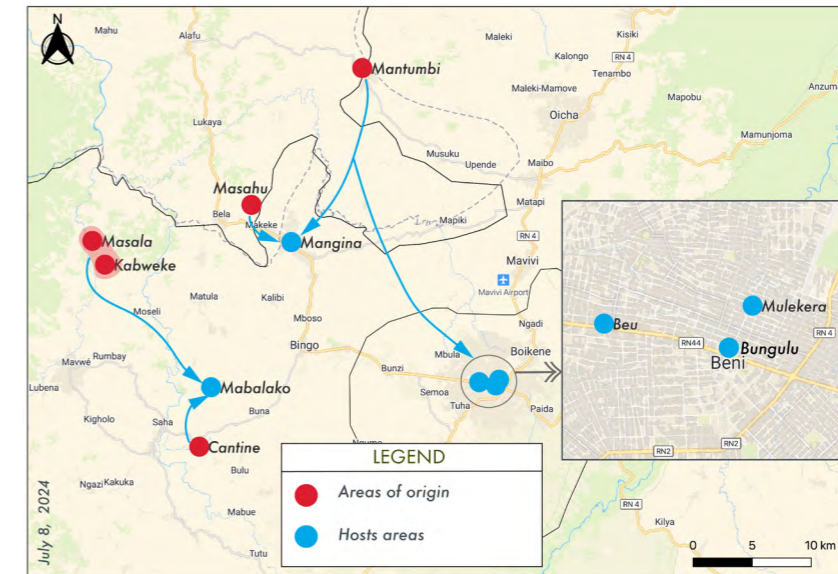 N
Mahu
Alafu
Maleki
Kisiki
RN 4
Kalongo
Tenambo
Mantumbi
Maleki-Mamove
Anzuma
Mapobu
Oicha
Lukaya
Mamunjoma
Musuku
Upende
Maibo
Masahu
Matapi
Bela
Makeke
Mapiki
RN 4
Masala
Mangina
Mavivi
Kabweke
Mavivi Airport
Kalibi
Matula
Moseli
Mboso
Ngadi
Bingo
Mbula
Boikene
Mavwé
Rumbay
Bunzi
Lubena
Mabalako
Semoa
Tuha
Paida
Buna
Kigholo
Saha
Cantine
Bulu
Ngazi
Kakuka
Mabue
Tutu
Mulekera
Beu
RN 4
RN44
Bungulu
Beni
RN2
RN2
RN 4
Kilya
LEGEND
Areas of origin
Hosts areas
July 8, 2024
0 5 10 km